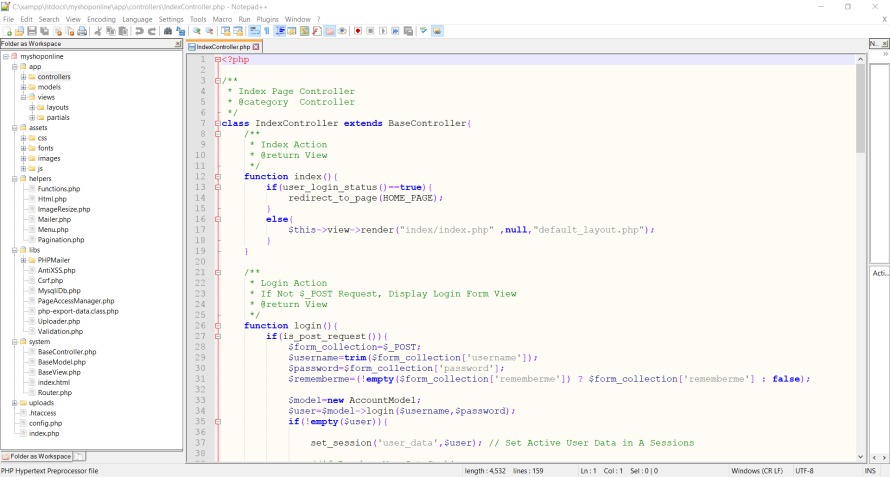 C:\xampp\htdocs\myshoponline\app\controllers\IndexController.php - Notepad++
File Edit Search View Encoding Language Settings Tools Macro Run Plugins Window ?
X
Folder as Workspace
myshoponline
app
controllers
models
views
layouts
partials
assets
css
fonts
images
js
helpers
Functions.php
Html.php
ImageResize.php
Mailer.php
Menu.php
Pagination.php
libs
PHPMailer
AntiXSS.php
Csrf.php
MysqliDb.php
PageAccessManager.php
php-export-data.class.php
Uploader.php
Validation.php
system
BaseController.php
BaseModel.php
BaseView.php
index.html
Router.php
uploads
.htaccess
config.php
index.php
Folder as Workspace
IndexController.php
1 <?php
2
3 /**
4 * Index Page Controller
5 * @category Controller
6 */
7 class IndexController extends BaseController{
8 /**
9 * Index Action
10 * @return View
11 */
12 function index(){
13 if(user_login_status()==true){
14 redirect_to_page(HOME_PAGE);
15 }
16 else{
17 $this->view->render("index/index.php" ,null,"default_layout.php");
18 }
19 }
20
21 /**
22 * Login Action
23 * If Not $_POST Request, Display Login Form View
24 * @return View
25 */
26 function login(){
27 if(is_post_request()){
28 $form_collection=$_POST;
29 $username=trim($form_collection['username']);
30 $password=$form_collection['password'];
31 $rememberme=(!empty($form_collection['rememberme']) ? $form_collection['rememberme'] : false);
32
33 $model=new AccountModel;
34 $user=$model->login($username,$password);
35 if(!empty($user)){
36
37 set_session('user_data',$user); // Set Active User Data in A Sessions
38
N...
Acti...
PHP Hypertext Preprocessor file
length : 4,532 lines : 159
Ln : 1 Col : 1 Sel : 0 | 0
Windows (CR LF)
UTF-8
INS